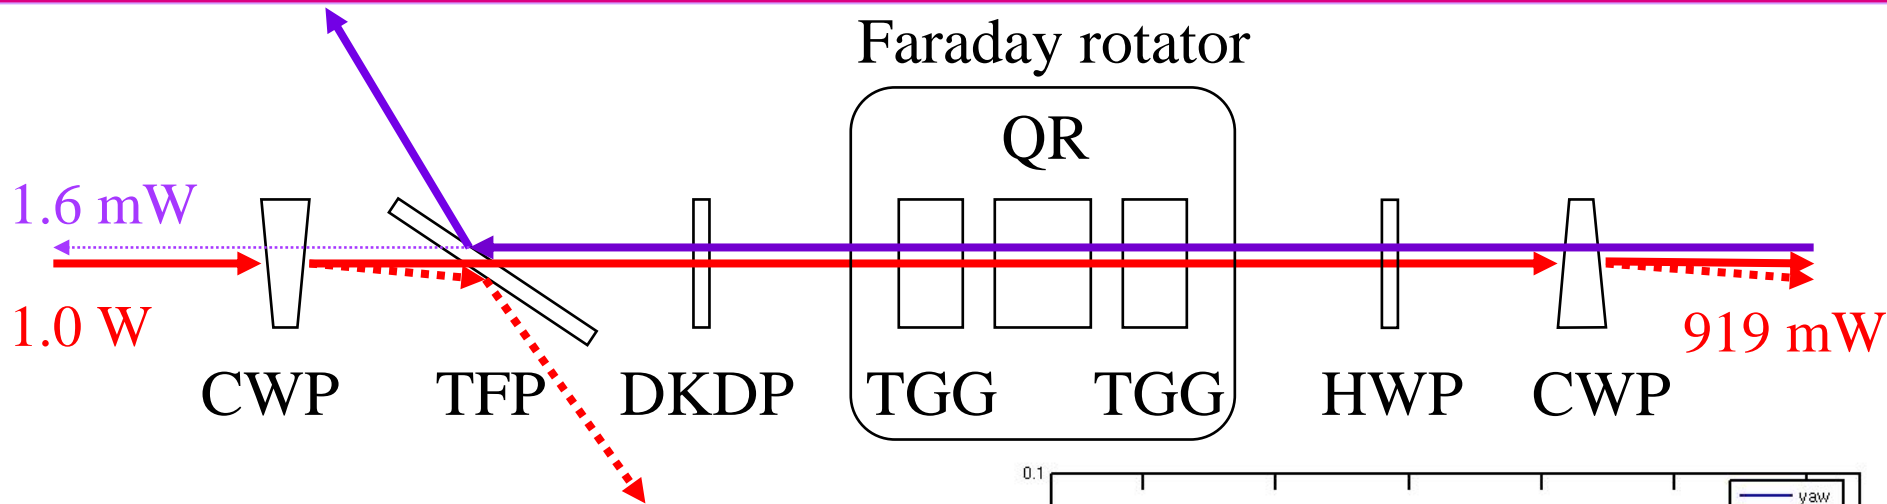 Faraday rotator
QR
1.6 mW
1.0 W
919 mW
CWP TFP DKDP TGG TGG HWP CWP
0.1
yaw